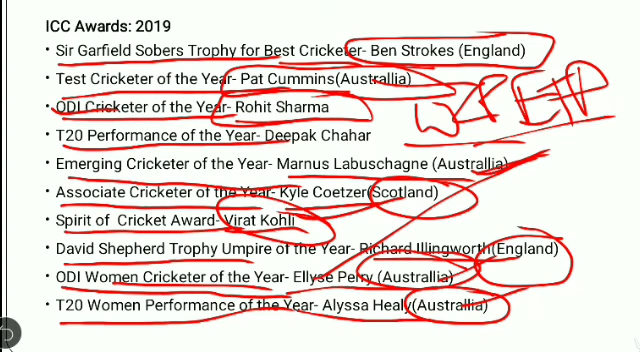 ICC Awards: 2019
• Sir Garfield Sobers Trophy for Best Cricketer- Ben Strokes (England)
• Test Cricketer of the Year- Pat Cummins(Australlia)
• ODI Cricketer of the Year- Rohit Sharma
• T20 Performance of the Year- Deepak Chahar
• Emerging Cricketer of the Year- Marnus Labuschagne (Australlia)
• Associate Cricketer of the Year- Kyle Coetzer(Scotland)
• Spirit of Cricket Award- Virat Kohli
• David Shepherd Trophy Umpire of the Year- Richard Illingworth(England)
• ODI Women Cricketer of the Year- Ellyse Perry (Australlia)
• T20 Women Performance of the Year- Alyssa Healy(Australlia)